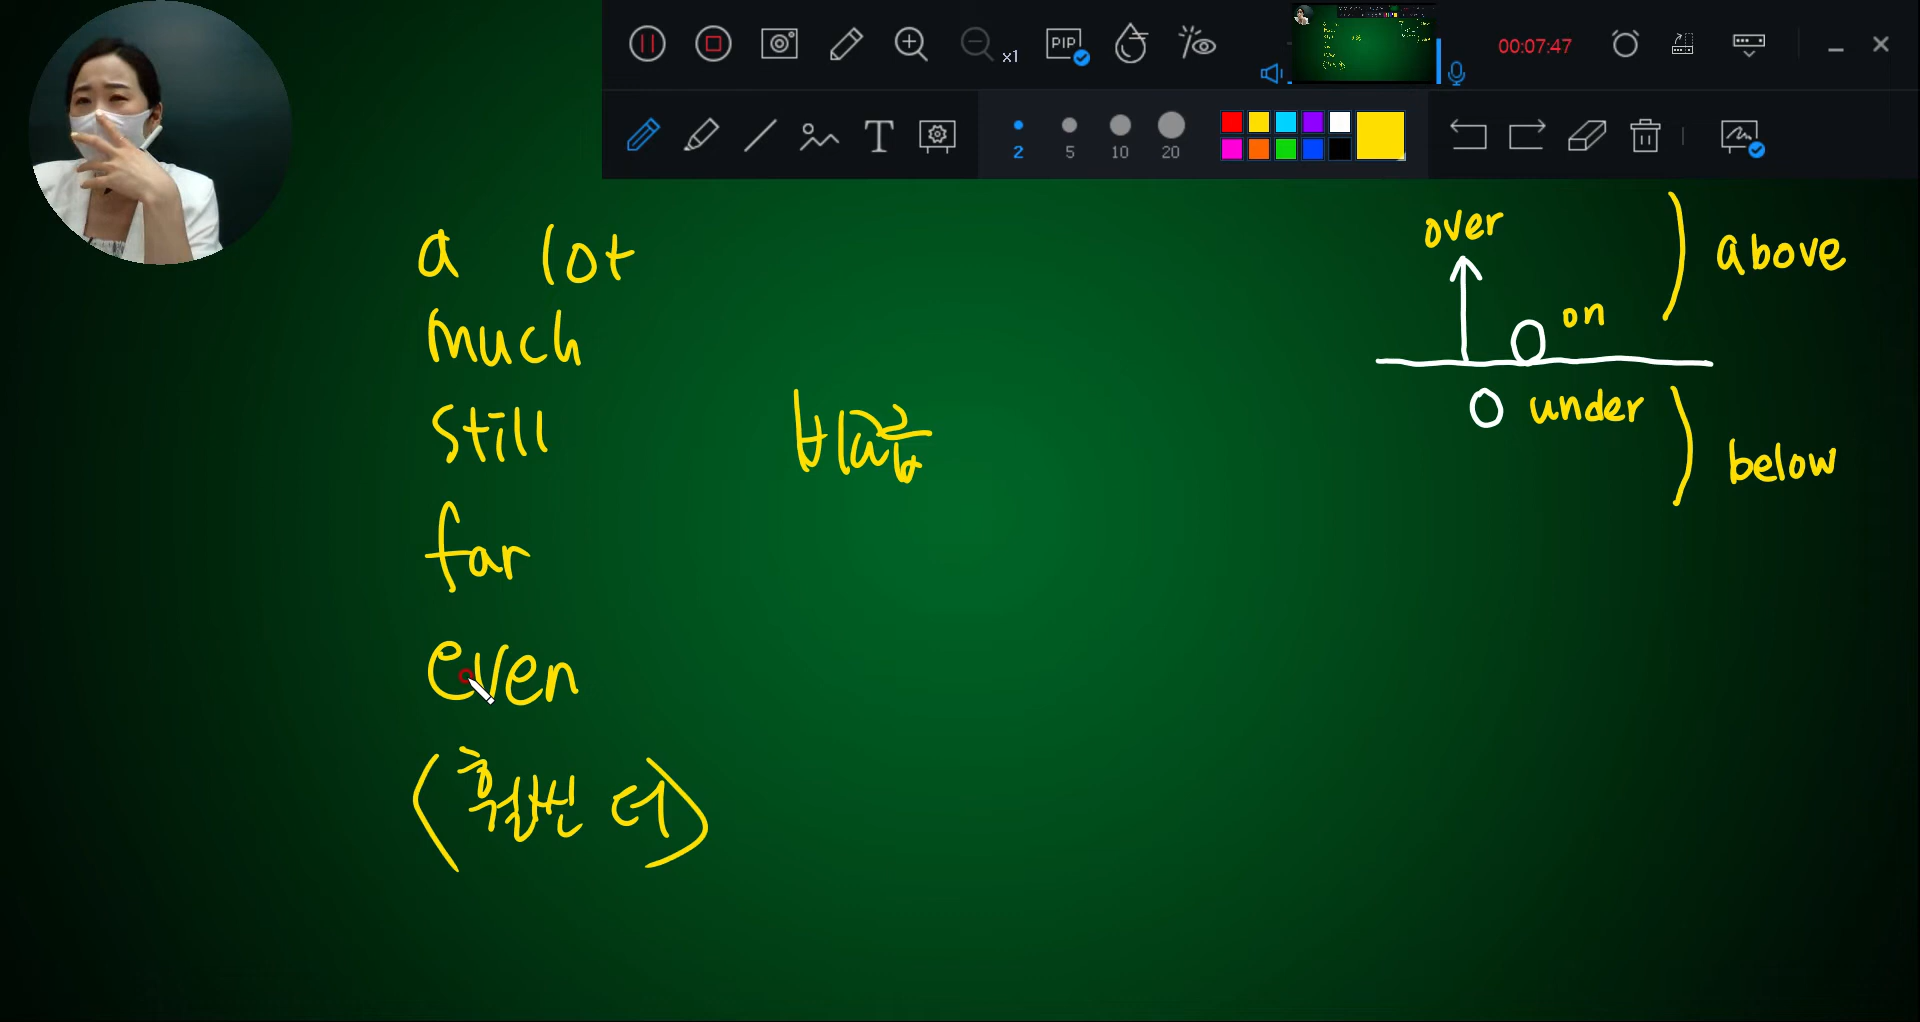 x1
PIP
00:07:47
T
2 5 10 20
a lot
much
still
far
even
(훨씬 더)
비교급
over
on
above
under
below